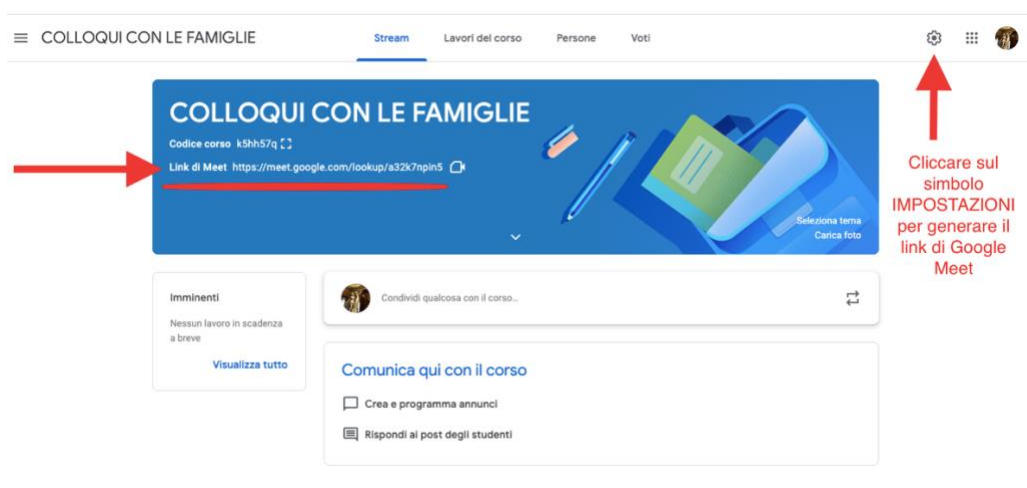 COLLOQUI CON LE FAMIGLIE
Stream
Lavori del corso
Persone
Voti
COLLOQUI CON LE FAMIGLIE
Codice corso k5hh57q
Link di Meet https://meet.google.com/lookup/a32k7npin5
Seleziona tema
Carica foto
Cliccare sul
simbolo
IMPOSTAZIONI
per generare il
link di Google
Meet
Imminenti
Nessun lavoro in scadenza
a breve
Visualizza tutto
Condividi qualcosa con il corso…
Comunica qui con il corso
Crea e programma annunci
Rispondi ai post degli studenti